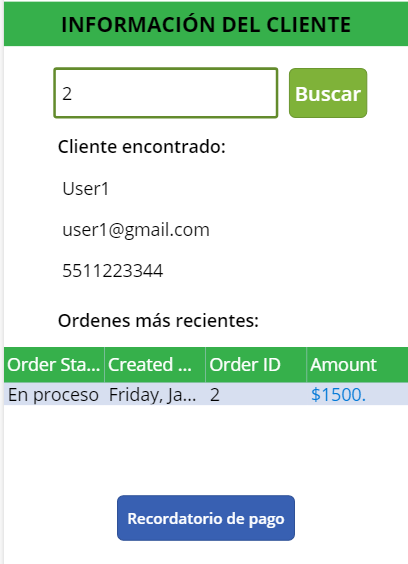 INFORMACIÓN DEL CLIENTE
2 Buscar
Cliente encontrado:
User1
user1@gmail.com
5511223344
Ordenes más recientes:
Order Sta... Created ... Order ID Amount
En proceso Friday, Ja... 2 $1500.
Recordatorio de pago